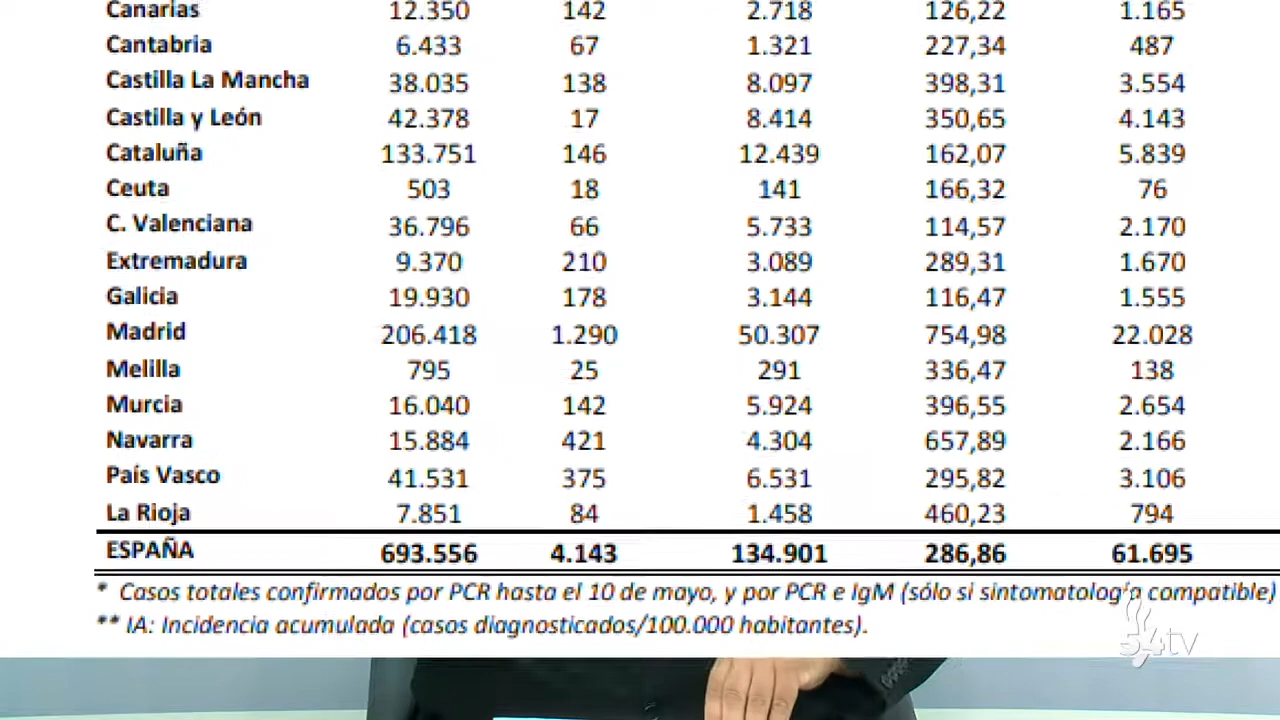 Canarias 12.350 142 2.718 126,22 1.165
Cantabria 6.433 67 1.321 227,34 487
Castilla La Mancha 38.035 138 8.097 398,31 3.554
Castilla y León 42.378 17 8.414 350,65 4.143
Cataluña 133.751 146 12.439 162,07 5.839
Ceuta 503 18 141 166,32 76
C. Valenciana 36.796 66 5.733 114,57 2.170
Extremadura 9.370 210 3.089 289,31 1.670
Galicia 19.930 178 3.144 116,47 1.555
Madrid 206.418 1.290 50.307 754,98 22.028
Melilla 795 25 291 336,47 138
Murcia 16.040 142 5.924 396,55 2.654
Navarra 15.884 421 4.304 657,89 2.166
País Vasco 41.531 375 6.531 295,82 3.106
La Rioja 7.851 84 1.458 460,23 794
ESPAÑA 693.556 4.143 134.901 286,86 61.695
* Casos totales confirmados por PCR hasta el 10 de mayo, y por PCR e IgM (sólo si sintomatología compatible)
** IA: Incidencia acumulada (casos diagnosticados/100.000 habitantes).
54tv